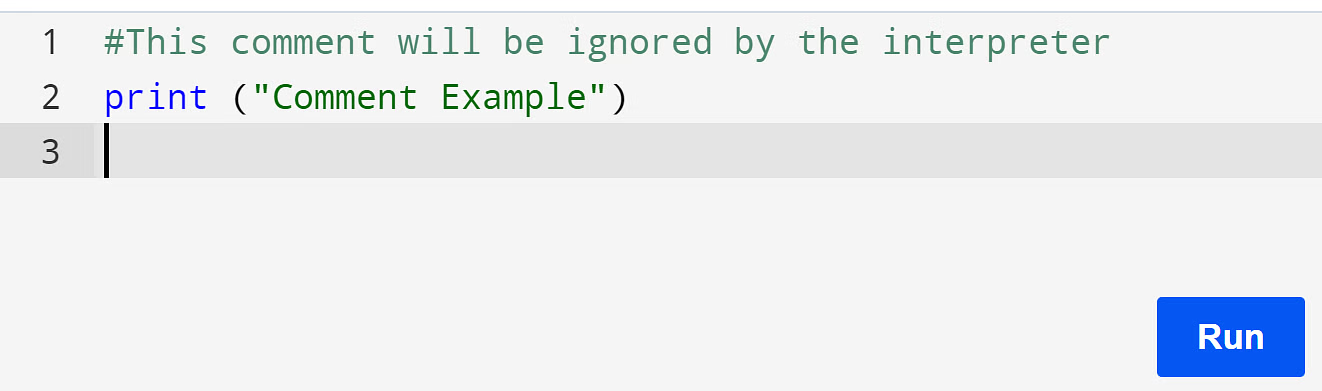 1 #This comment will be ignored by the interpreter
2 print ("Comment Example")
3
Run